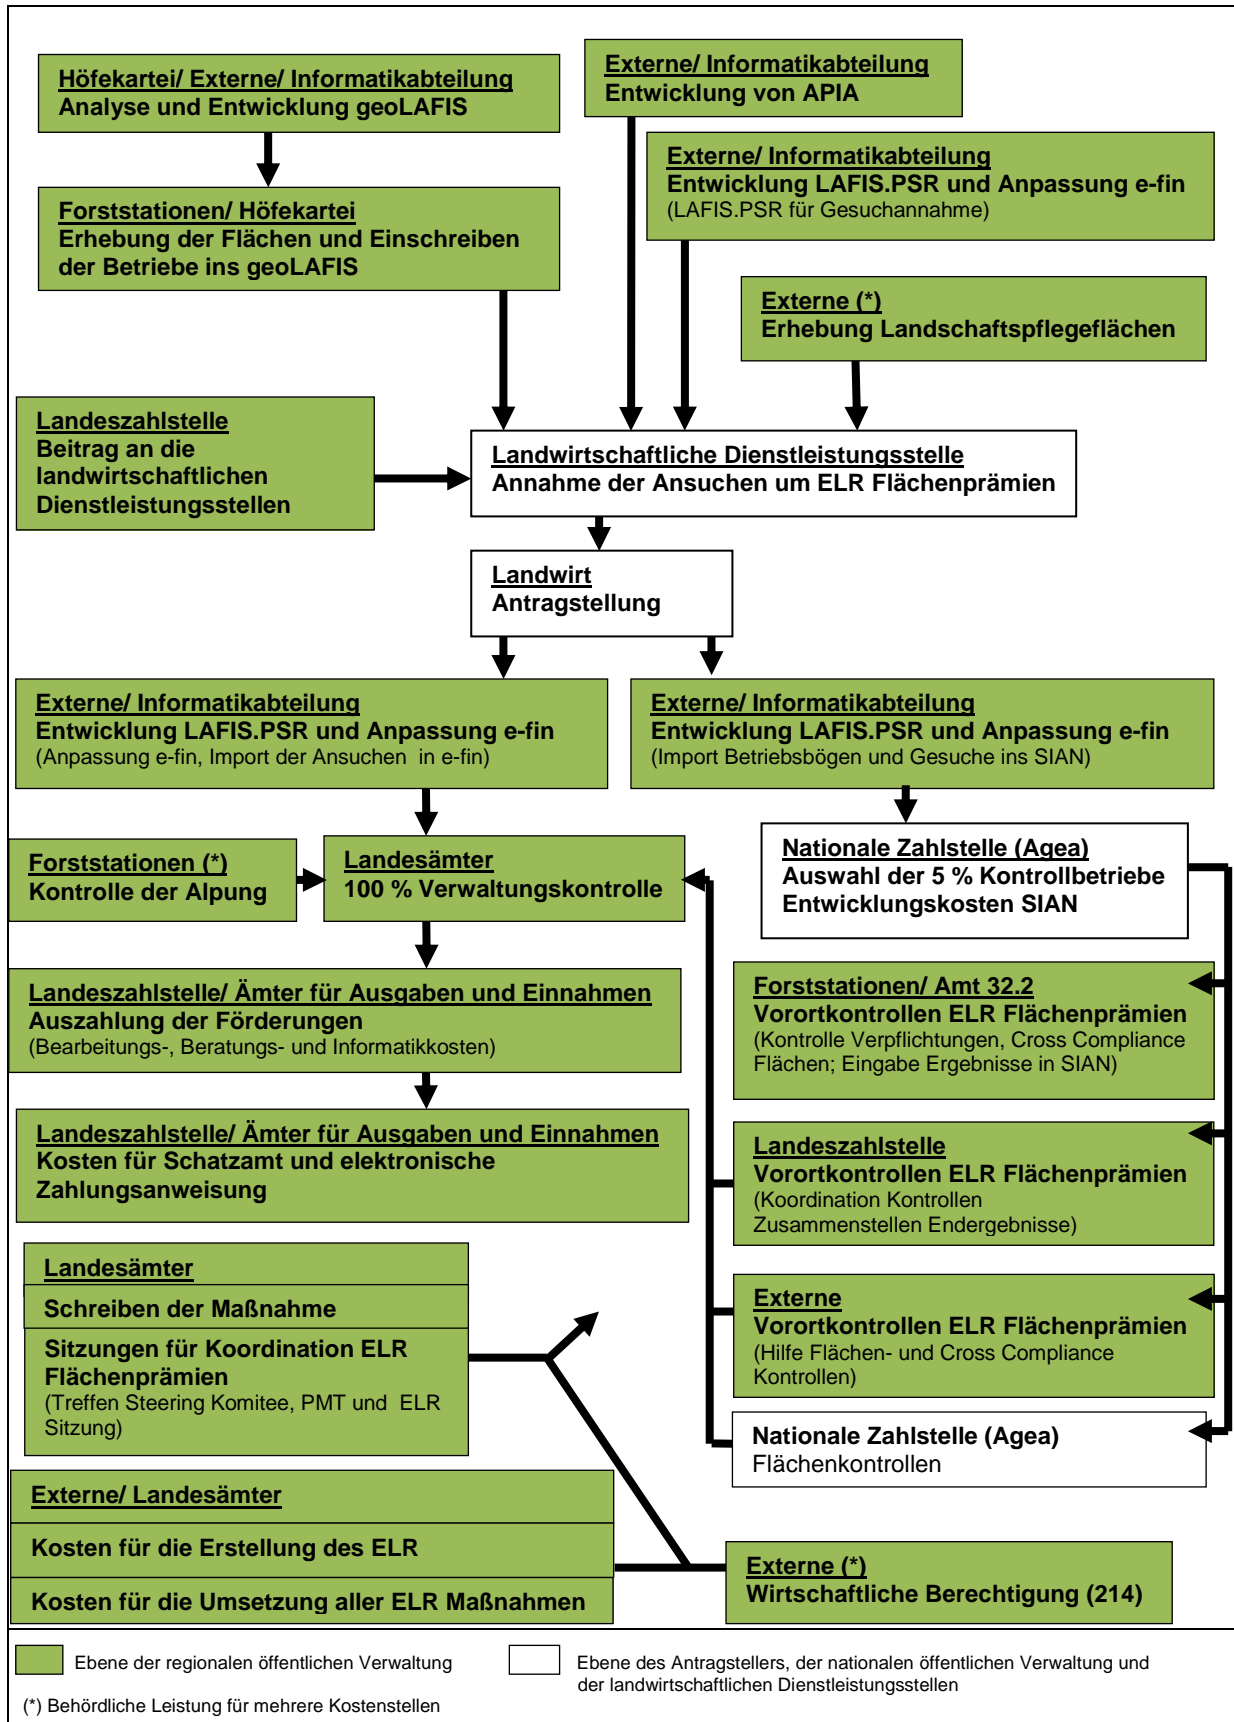 Höfekartei/ Externe/ Informatikabteilung
Analyse und Entwicklung geoLAFIS
Externe/ Informatikabteilung
Entwicklung von APIA
Externe/ Informatikabteilung
Entwicklung LAFIS.PSR und Anpassung e-fin
(LAFIS.PSR für Gesuchannahme)
Forststationen/ Höfekartei
Erhebung der Flächen und Einschreiben
der Betriebe ins geoLAFIS
Externe (*)
Erhebung Landschaftspflegeflächen
Landeszahlstelle
Beitrag an die
landwirtschaftlichen
Dienstleistungsstellen
Landwirtschaftliche Dienstleistungsstelle
Annahme der Ansuchen um ELR Flächenprämien
Landwirt
Antragstellung
Externe/ Informatikabteilung
Entwicklung LAFIS.PSR und Anpassung e-fin
(Anpassung e-fin, Import der Ansuchen in e-fin)
Externe/ Informatikabteilung
Entwicklung LAFIS.PSR und Anpassung e-fin
(Import Betriebsbögen und Gesuche ins SIAN)
Forststationen (*)
Kontrolle der Alpung
Landesämter
100 % Verwaltungskontrolle
Nationale Zahlstelle (Agea)
Auswahl der 5 % Kontrollbetriebe
Entwicklungskosten SIAN
Landeszahlstelle/ Ämter für Ausgaben und Einnahmen
Auszahlung der Förderungen
(Bearbeitungs-, Beratungs- und Informatikkosten)
Forststationen/ Amt 32.2
Vorortkontrollen ELR Flächenprämien
(Kontrolle Verpflichtungen, Cross Compliance
Flächen; Eingabe Ergebnisse in SIAN)
Landeszahlstelle/ Ämter für Ausgaben und Einnahmen
Kosten für Schatzamt und elektronische
Zahlungsanweisung
Landeszahlstelle
Vorortkontrollen ELR Flächenprämien
(Koordination Kontrollen
Zusammenstellen Endergebnisse)
Landesämter
Schreiben der Maßnahme
Sitzungen für Koordination ELR
Flächenprämien
(Treffen Steering Komitee, PMT und ELR
Sitzung)
Externe
Vorortkontrollen ELR Flächenprämien
(Hilfe Flächen- und Cross Compliance
Kontrollen)
Nationale Zahlstelle (Agea)
Flächenkontrollen
Externe/ Landesämter
Kosten für die Erstellung des ELR
Kosten für die Umsetzung aller ELR Maßnahmen
Externe (*)
Wirtschaftliche Berechtigung (214)
Ebene der regionalen öffentlichen Verwaltung
Ebene des Antragstellers, der nationalen öffentlichen Verwaltung und
der landwirtschaftlichen Dienstleistungsstellen
(*) Behördliche Leistung für mehrere Kostenstellen